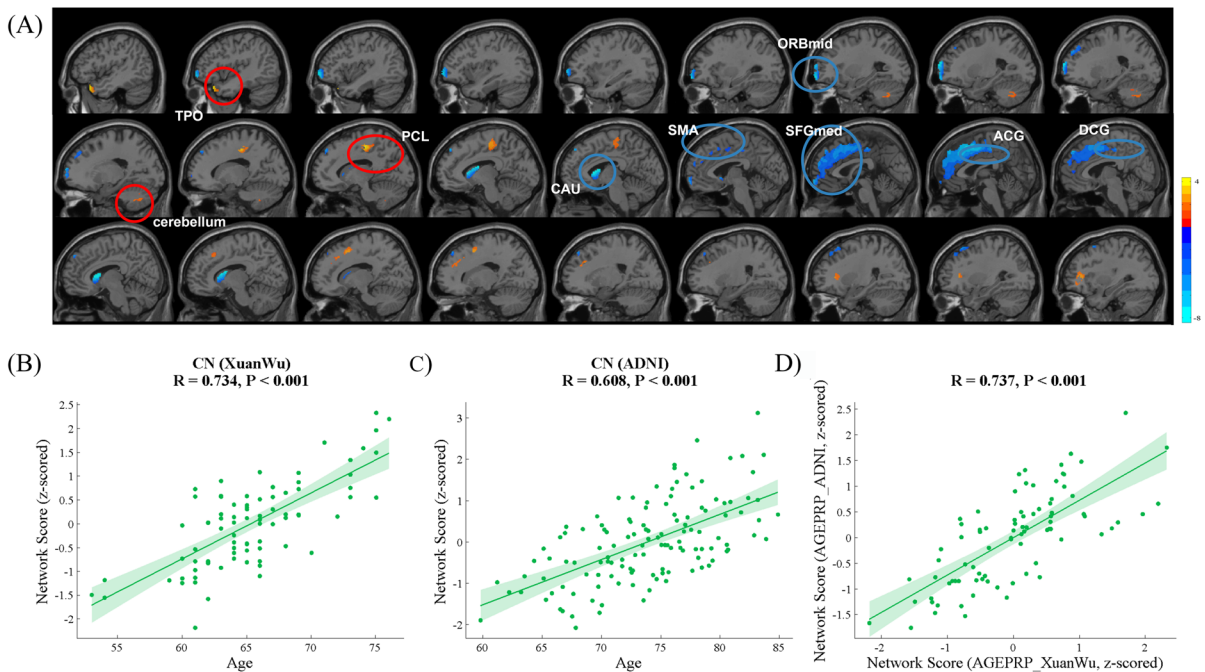 (A)
ORBmid
TPO
PCL
SMA
SFGmed
ACG
DCG
CAU
cerebellum
4
-8
(B)
CN (XuanWu)
R = 0.734, P < 0.001
Network Score (z-scored)
2.5
2
1.5
1
0.5
0
-0.5
-1
-1.5
-2
55
60
65
70
75
Age
C)
CN (ADNI)
R = 0.608, P < 0.001
Network Score (z-scored)
3
2
1
0
-1
-2
60
65
70
75
80
85
Age
D)
R = 0.737, P < 0.001
Network Score (AGEPRP_ADNI, z-scored)
2.5
2
1.5
1
0.5
0
-0.5
-1
-1.5
-2
-1
0
1
2
Network Score (AGEPRP_XuanWu, z-scored)